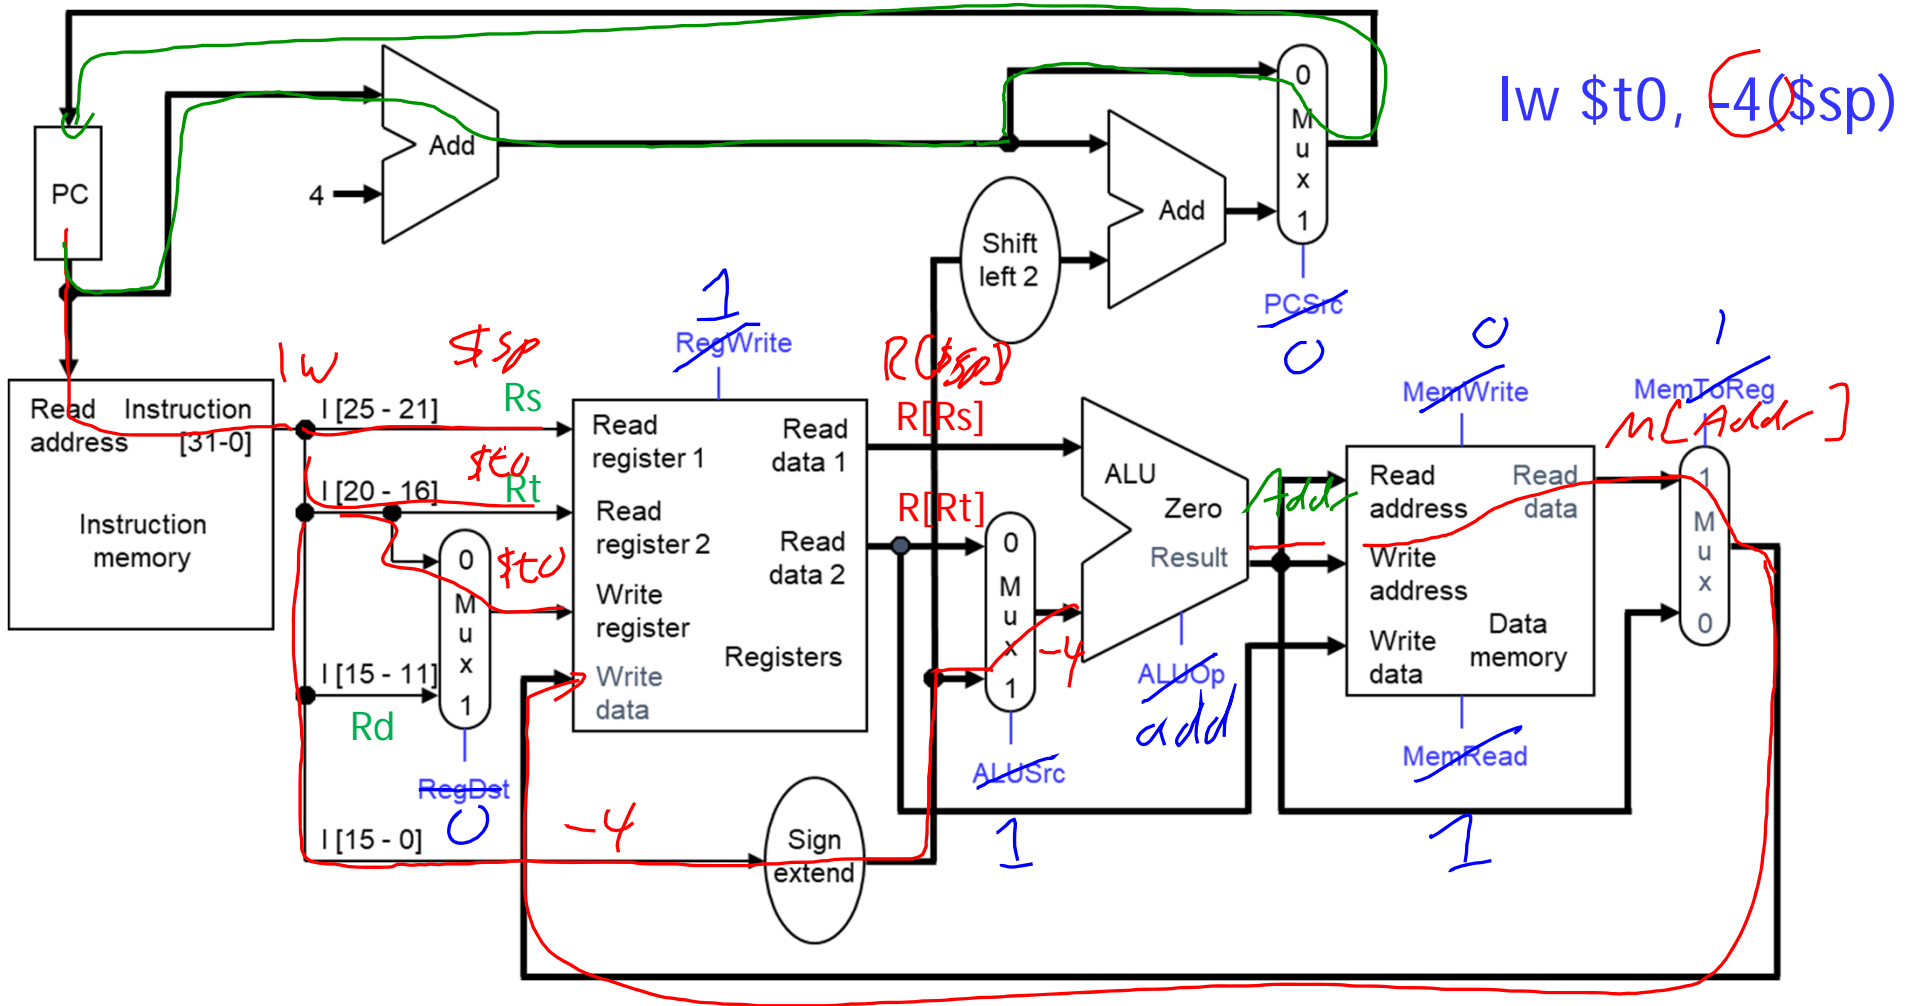 lw $t0, -4($sp)
0
M
u
x
1
Add
PC
4
Add
Shift
left 2
PCSrc
0
1
RegWrite
0
MemWrite
1
MemToReg
M[Addr]
lw
$sp
R($sp)
Read
address
Instruction
[31-0]
Instruction
memory
I [25 - 21]
Rs
$t0
I [20 - 16]
Rt
0
M
u
x
1
$t0
I [15 - 11]
Rd
RegDst
0
I [15 - 0]
-4
Sign
extend
Read
register 1
Read
data 1
Read
register 2
Read
data 2
Write
register
Registers
Write
data
R[Rs]
R[Rt]
0
M
u
x
1
-4
ALUSrc
1
ALU
Zero
Result
ALUOp
add
Addr
Read
address
Read
data
Write
address
Write
data
Data
memory
MemRead
1
1
M
u
x
0